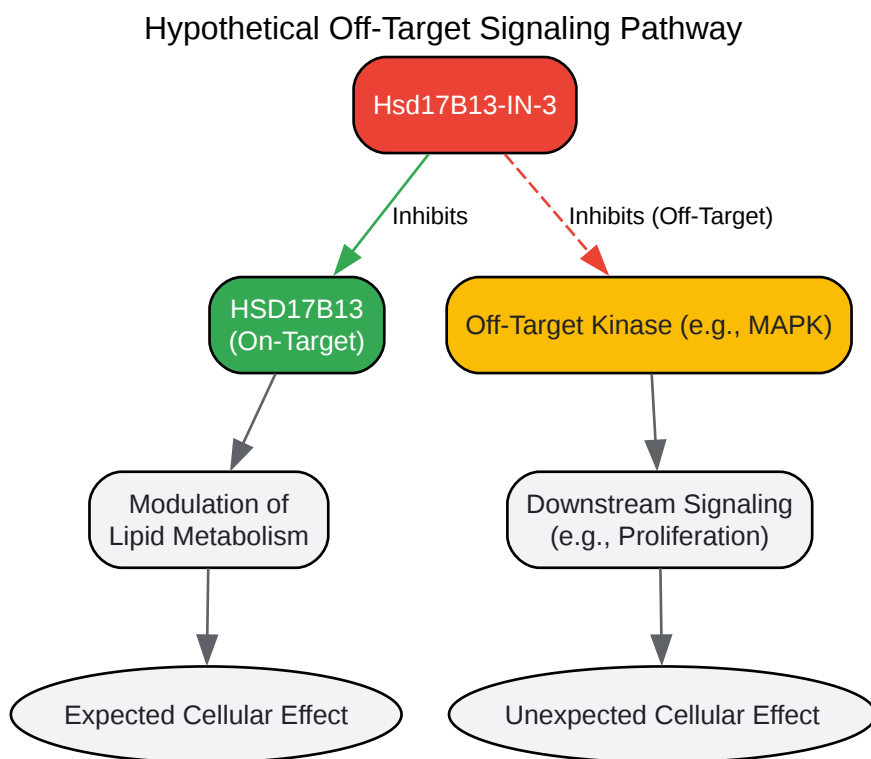 Hypothetical Off-Target Signaling Pathway
Hsd17B13-IN-3
Inhibits
Inhibits (Off-Target)
HSD17B13
(On-Target)
Off-Target Kinase (e.g., MAPK)
Modulation of
Lipid Metabolism
Downstream Signaling
(e.g., Proliferation)
Expected Cellular Effect
Unexpected Cellular Effect